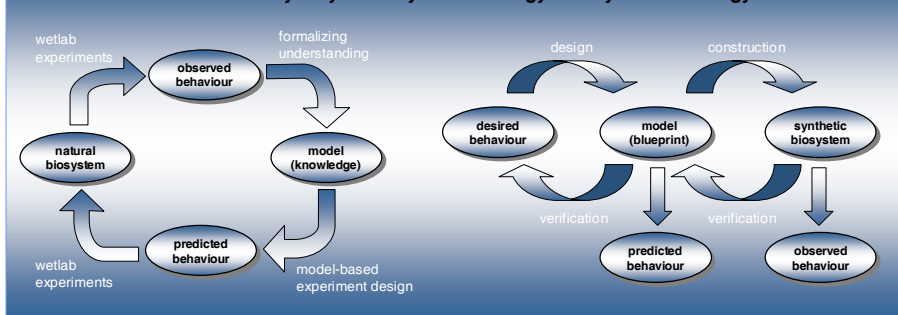 wetlab
experiments
observed
behaviour
formalizing
understanding
natural
biosystem
model
(knowledge)
predicted
behaviour
wetlab
experiments
model-based
experiment design
design
construction
desired
behaviour
model
(blueprint)
synthetic
biosystem
verification
verification
predicted
behaviour
observed
behaviour